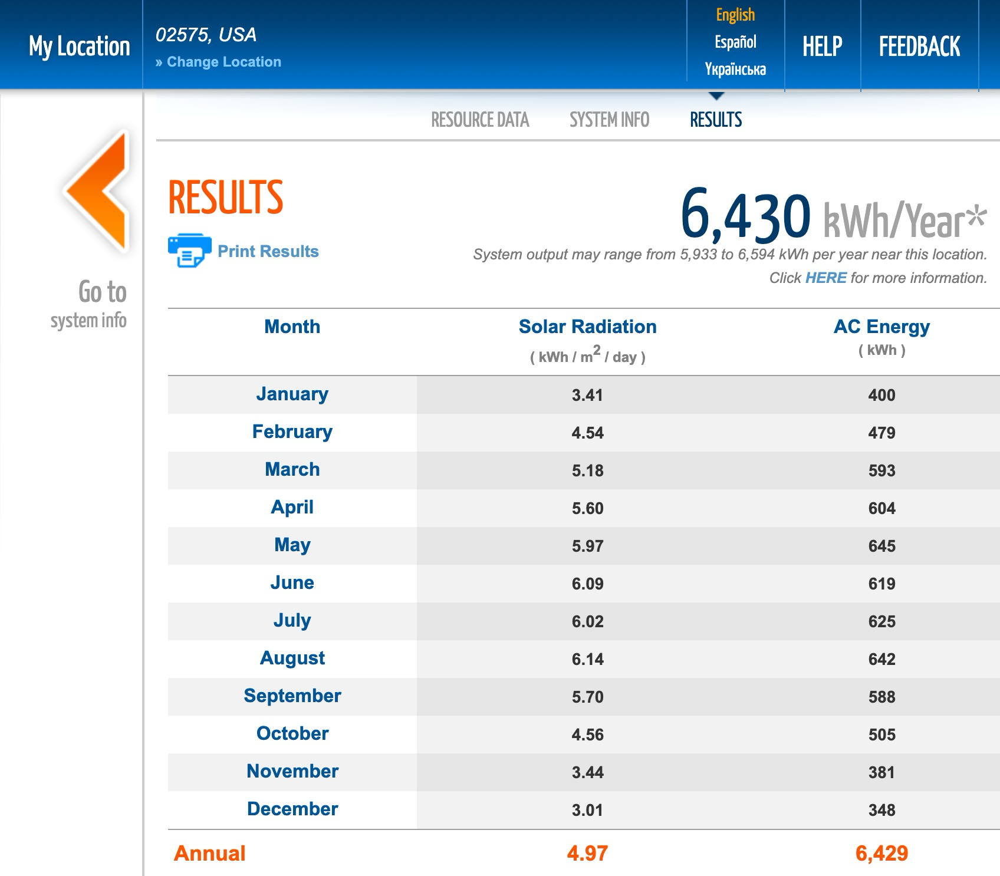 My Location
02575, USA
» Change Location
English
Español
Українська
HELP
FEEDBACK
RESOURCE DATA
SYSTEM INFO
RESULTS
Go to
system info
RESULTS
Print Results
6,430 kWh/Year*
System output may range from 5,933 to 6,594 kWh per year near this location.
Click HERE for more information.
Month Solar Radiation AC Energy
( kWh / m2 / day ) ( kWh )
January 3.41 400
February 4.54 479
March 5.18 593
April 5.60 604
May 5.97 645
June 6.09 619
July 6.02 625
August 6.14 642
September 5.70 588
October 4.56 505
November 3.44 381
December 3.01 348
Annual 4.97 6,429